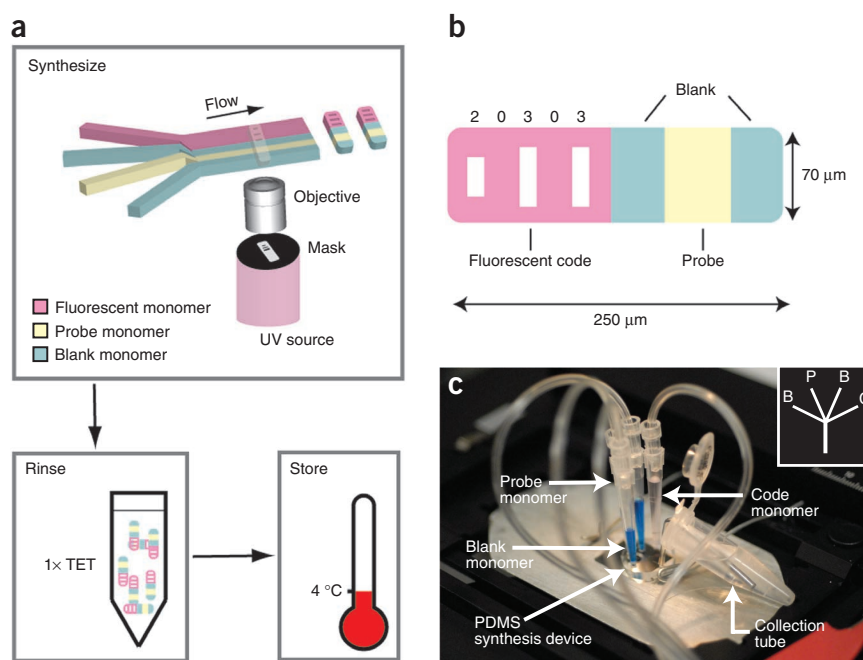 a
Synthesize
Flow
Objective
Mask
UV source
Fluorescent monomer
Probe monomer
Blank monomer
Rinse
1× TET
Store
4 °C
b
2 0 3 0 3
Blank
70 μm
Fluorescent code
Probe
250 μm
c
B P B
Probe
monomer
Code
monomer
Blank
monomer
PDMS
synthesis device
Collection
tube